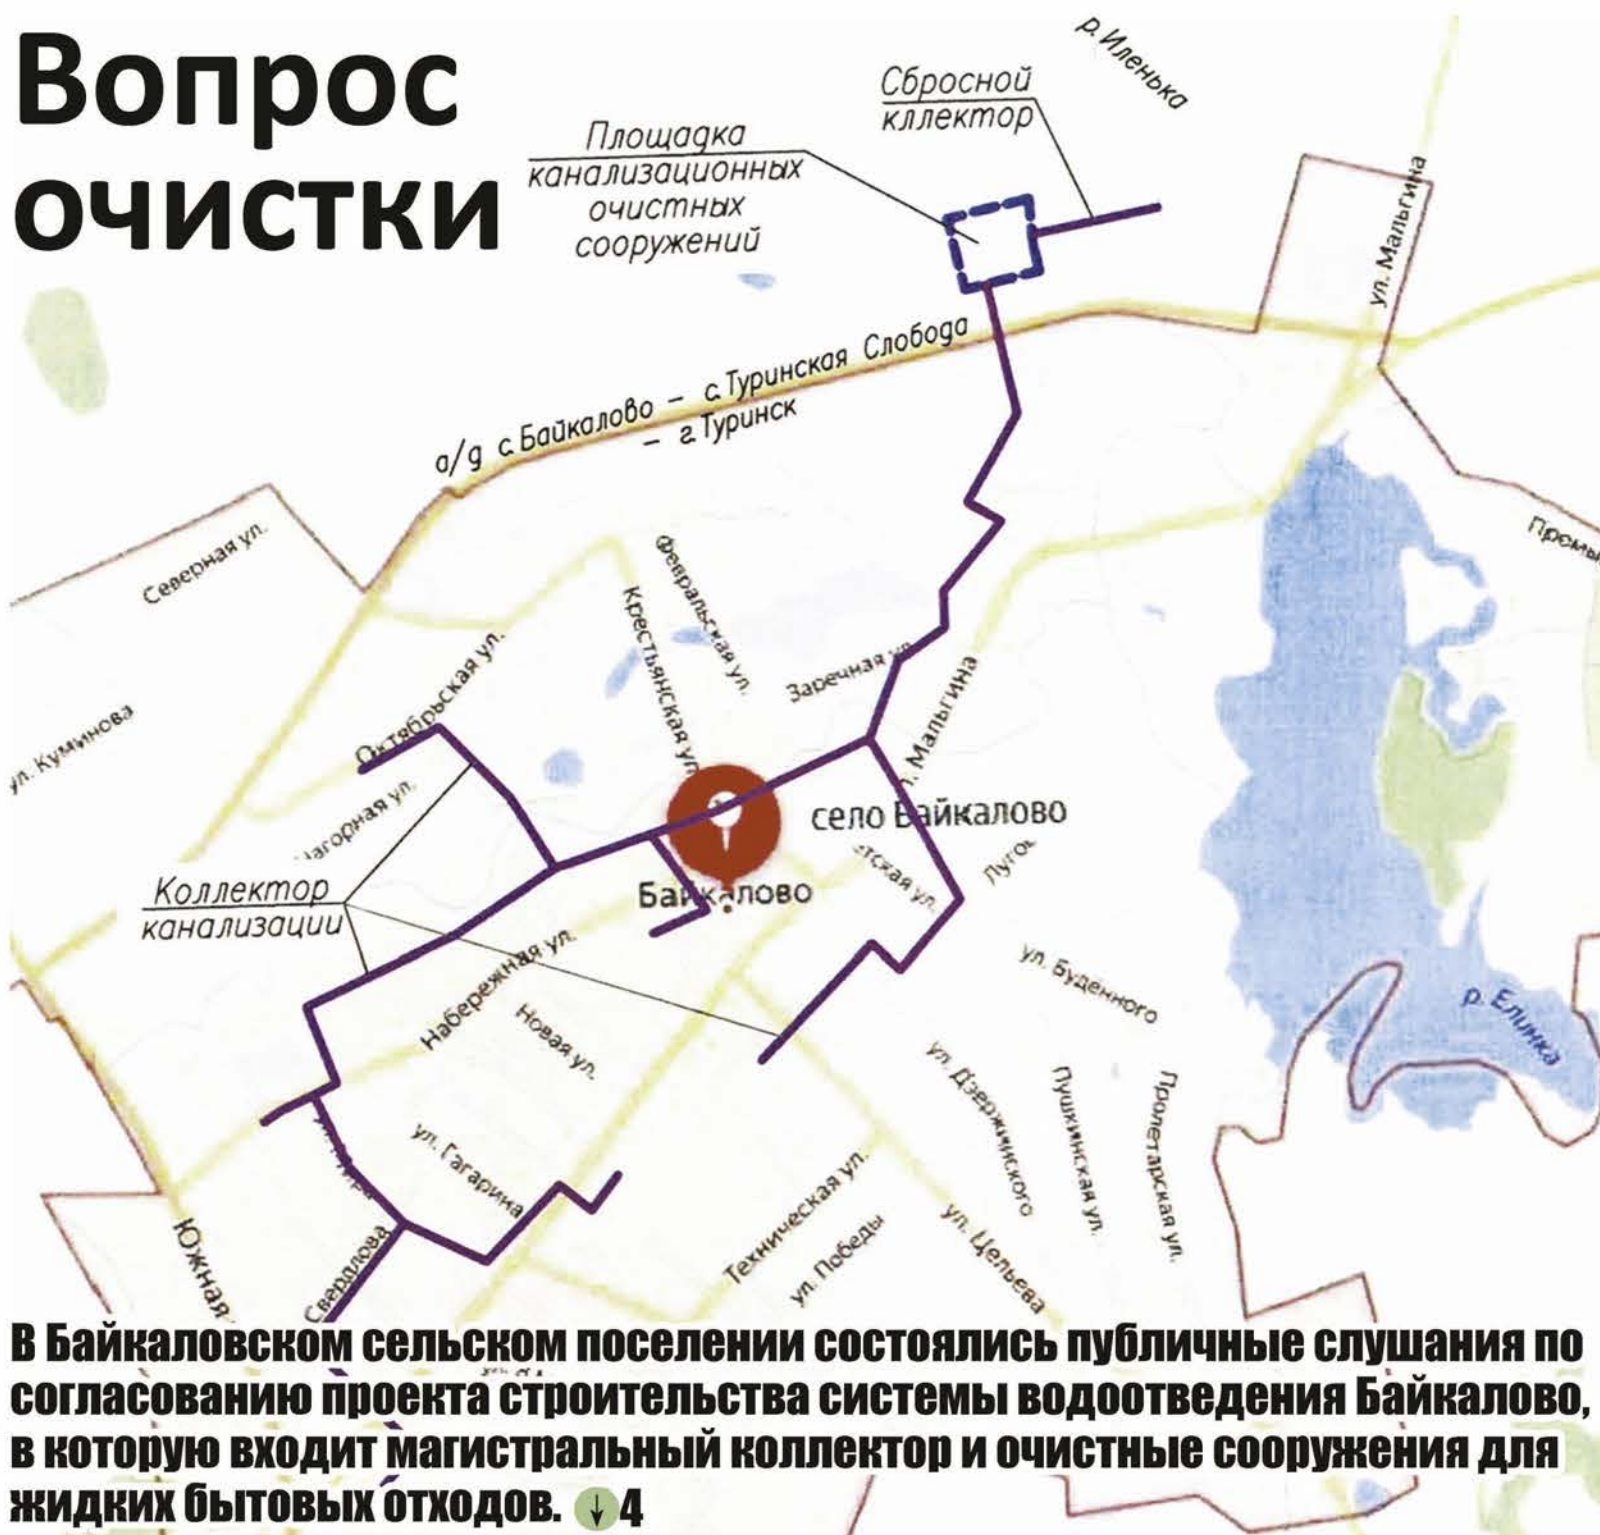 Вопрос
очистки
р. Иленька
Сбросной
кллектор
Площадка
канализационных
очистных
сооружений
ул. Мальгина
а/д с.Байкалово - с.Туринская Слобода
- г.Туринск
Северная ул.
Февральская ул.
Крестьянская ул.
Октябрьская ул.
Заречная ул.
ул. Куминова
Мальгина
село Байкалово
Байкалово
Коллектор
канализации
Набережная ул.
Новая ул.
ул. Буденного
р. Елинка
ул. Дзержинского
Пушкинская ул.
Пролетарская ул.
ул. Гагарина
Техническая ул.
ул. Победы
ул. Цепьева
Южная
Свердлова
В Байкаловском сельском поселении состоялись публичные слушания по
согласованию проекта строительства системы водоотведения Байкалово,
в которую входит магистральный коллектор и очистные сооружения для
жидких бытовых отходов. ↓4